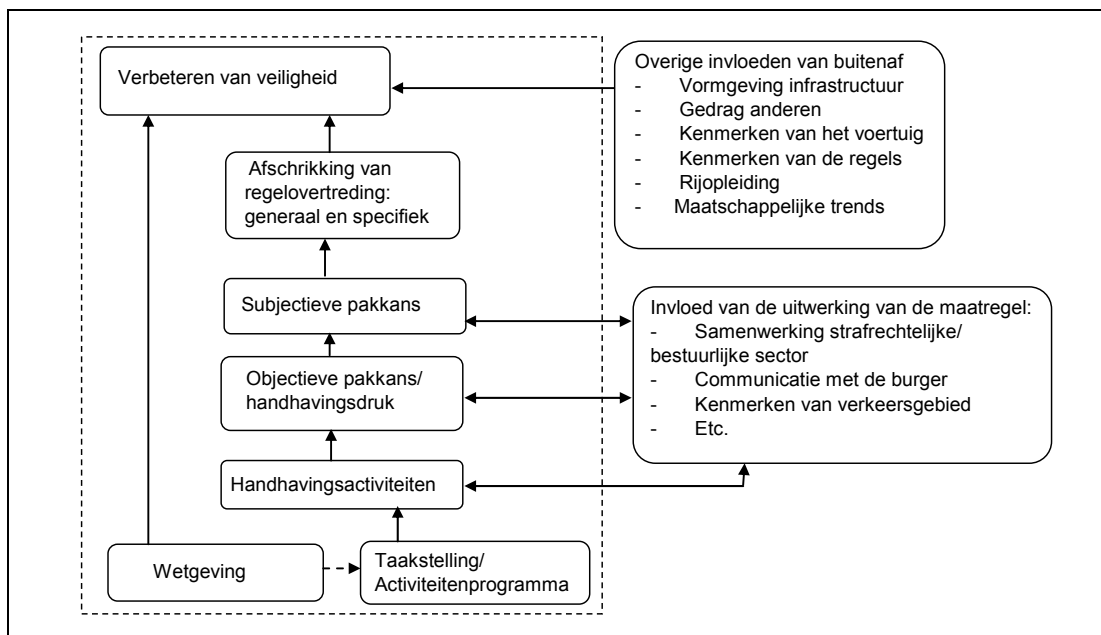 Verbeteren van veiligheid
Afschrikking van
regelovertreding:
generaal en specifiek
Subjectieve pakkans
Objectieve pakkans/
handhavingsdruk
Handhavingsactiviteiten
Wetgeving
Taakstelling/
Activiteitenprogramma
Overige invloeden van buitenaf
- Vormgeving infrastructuur
- Gedrag anderen
- Kenmerken van het voertuig
- Kenmerken van de regels
- Rijopleiding
- Maatschappelijke trends
Invloed van de uitwerking van de maatregel:
- Samenwerking strafrechtelijke/
bestuurlijke sector
- Communicatie met de burger
- Kenmerken van verkeersgebied
- Etc.